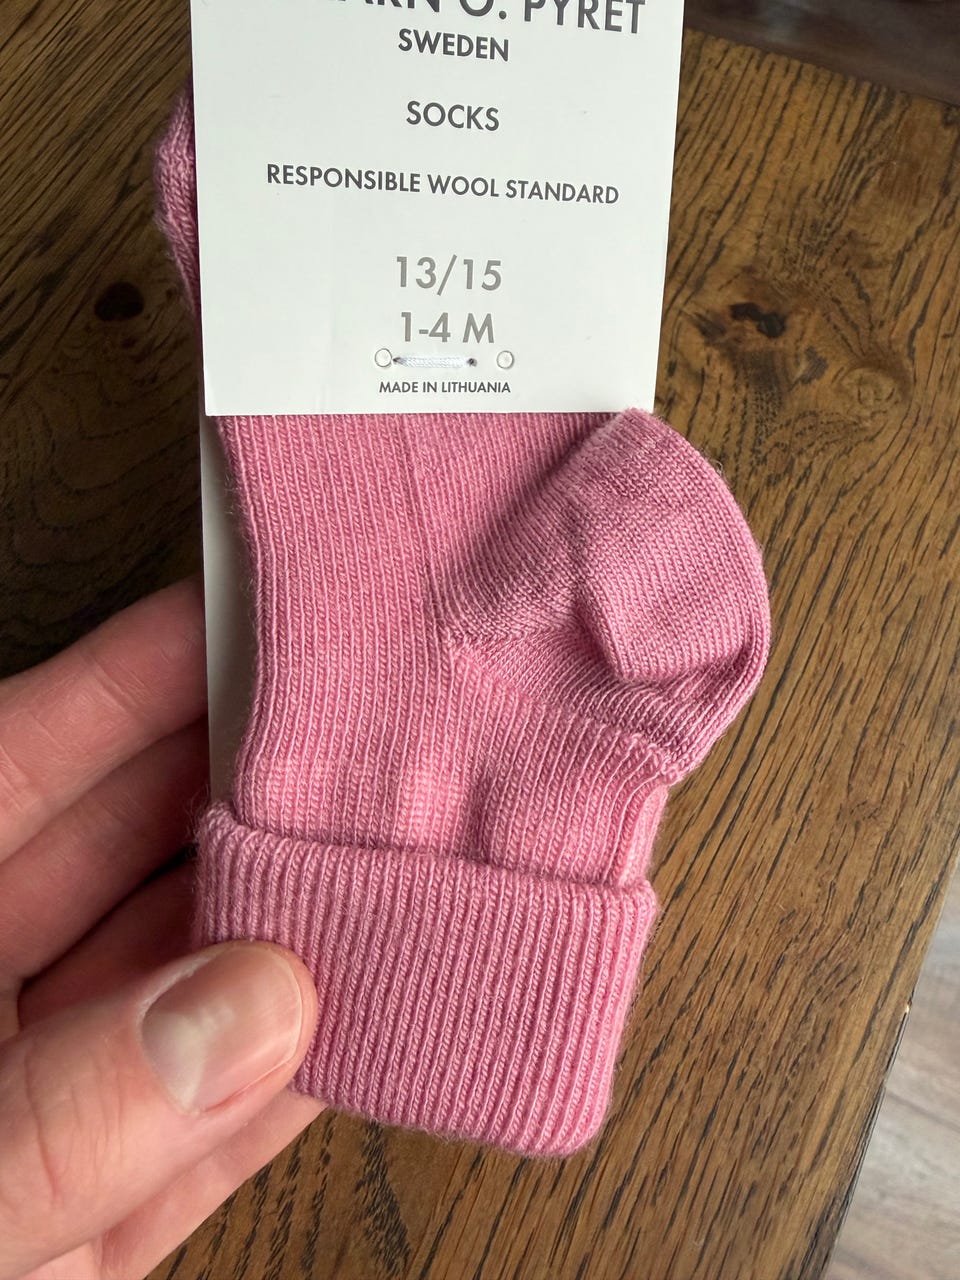 O. PYRET
SWEDEN
SOCKS
RESPONSIBLE WOOL STANDARD
13/15
1-4 M
MADE IN LITHUANIA